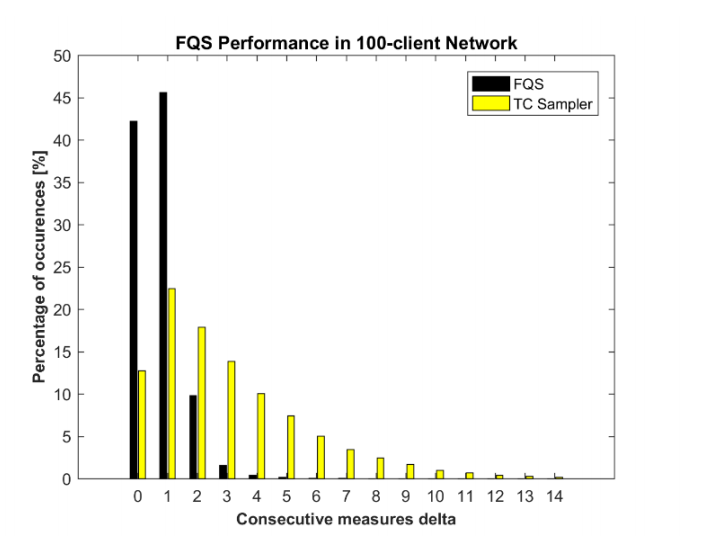 FQS Performance in 100-client Network
50
45
40
35
30
25
20
15
10
5
0
Percentage of occurences [%]
FQS
TC Sampler
0 1 2 3 4 5 6 7 8 9 10 11 12 13 14
Consecutive measures delta